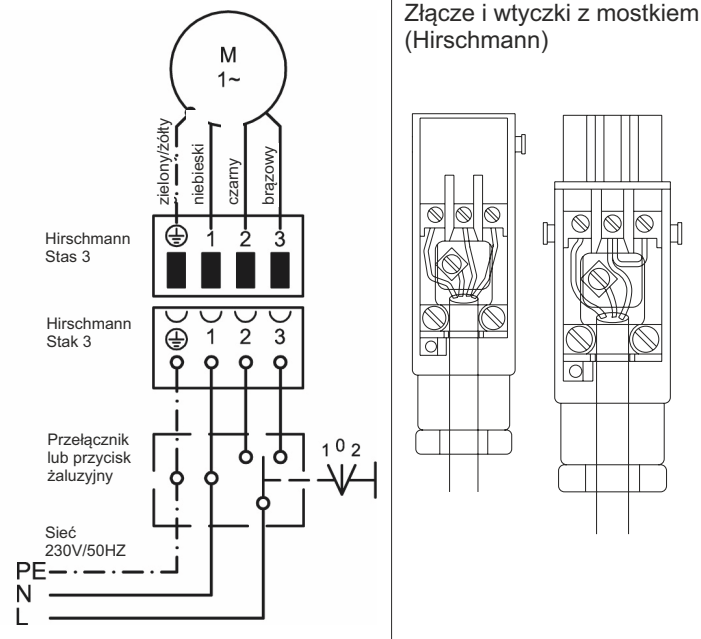 M
1~
zielony/żółty
niebieski
czarny
brązowy
Hirschmann
Stas 3
1 2 3
Hirschmann
Stak 3
1 2 3
Przełącznik
lub przycisk
żaluzyjny
1 0 2
Sieć
230V/50HZ
PE
N
L
Złącze i wtyczki z mostkiem
(Hirschmann)